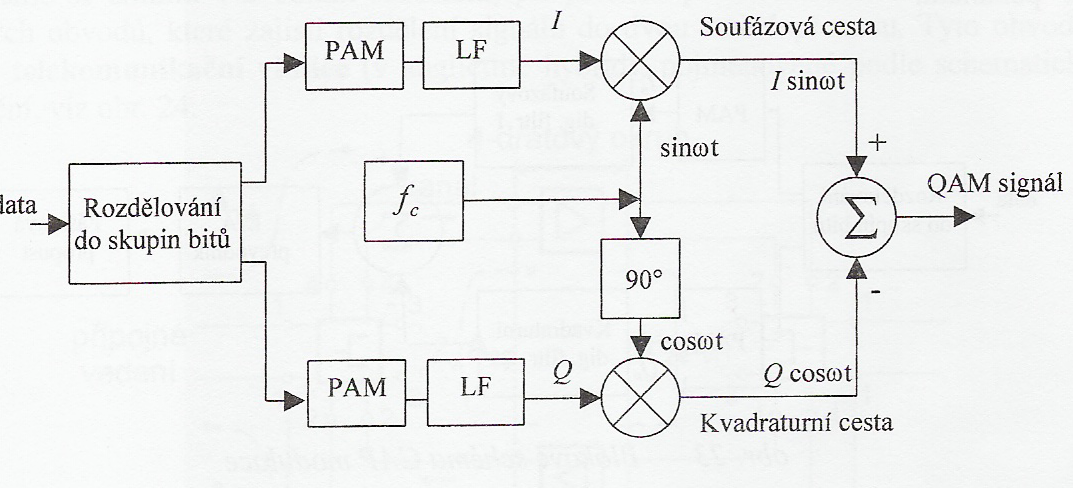 PAM
LF
I
Soufázová cesta
I sinωt
sinωt
+
data
Rozdělování
do skupin bitů
f_c
Σ
QAM signál
90°
-
cosωt
PAM
LF
Q
Q cosωt
Kvadraturní cesta